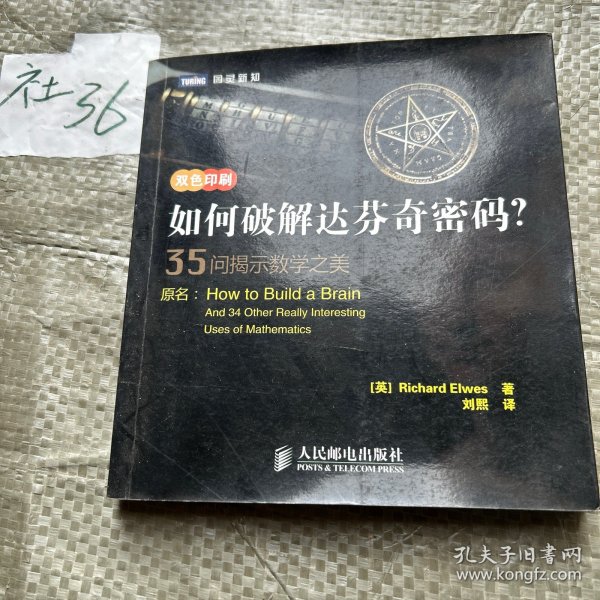 社36
TURING 图灵新知
双色印刷
如何破解达芬奇密码?
35问揭示数学之美
原名：How to Build a Brain
And 34 Other Really Interesting
Uses of Mathematics
[英] Richard Elwes 著
刘熙 译
人民邮电出版社
POSTS & TELECOM PRESS
孔夫子旧书网
www.kongfz.com